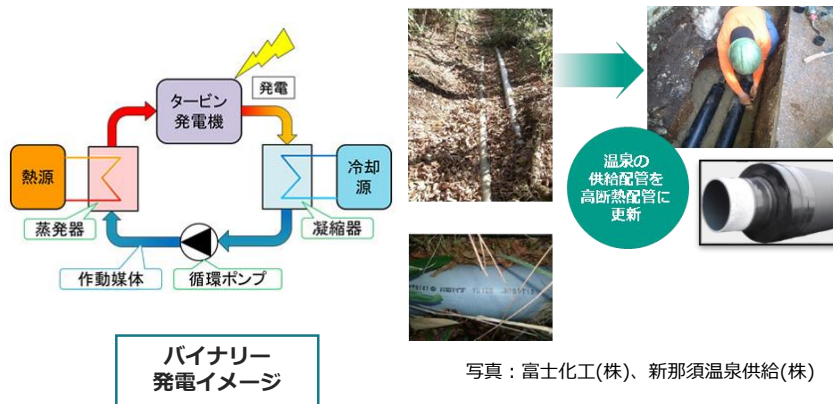 発電
タービン
発電機
熱源
冷却
源
蒸発器
凝縮器
作動媒体
循環ポンプ
バイナリー
発電イメージ
温泉の
供給配管を
高断熱配管に
更新
写真：富士化工(株)、新那須温泉供給(株)